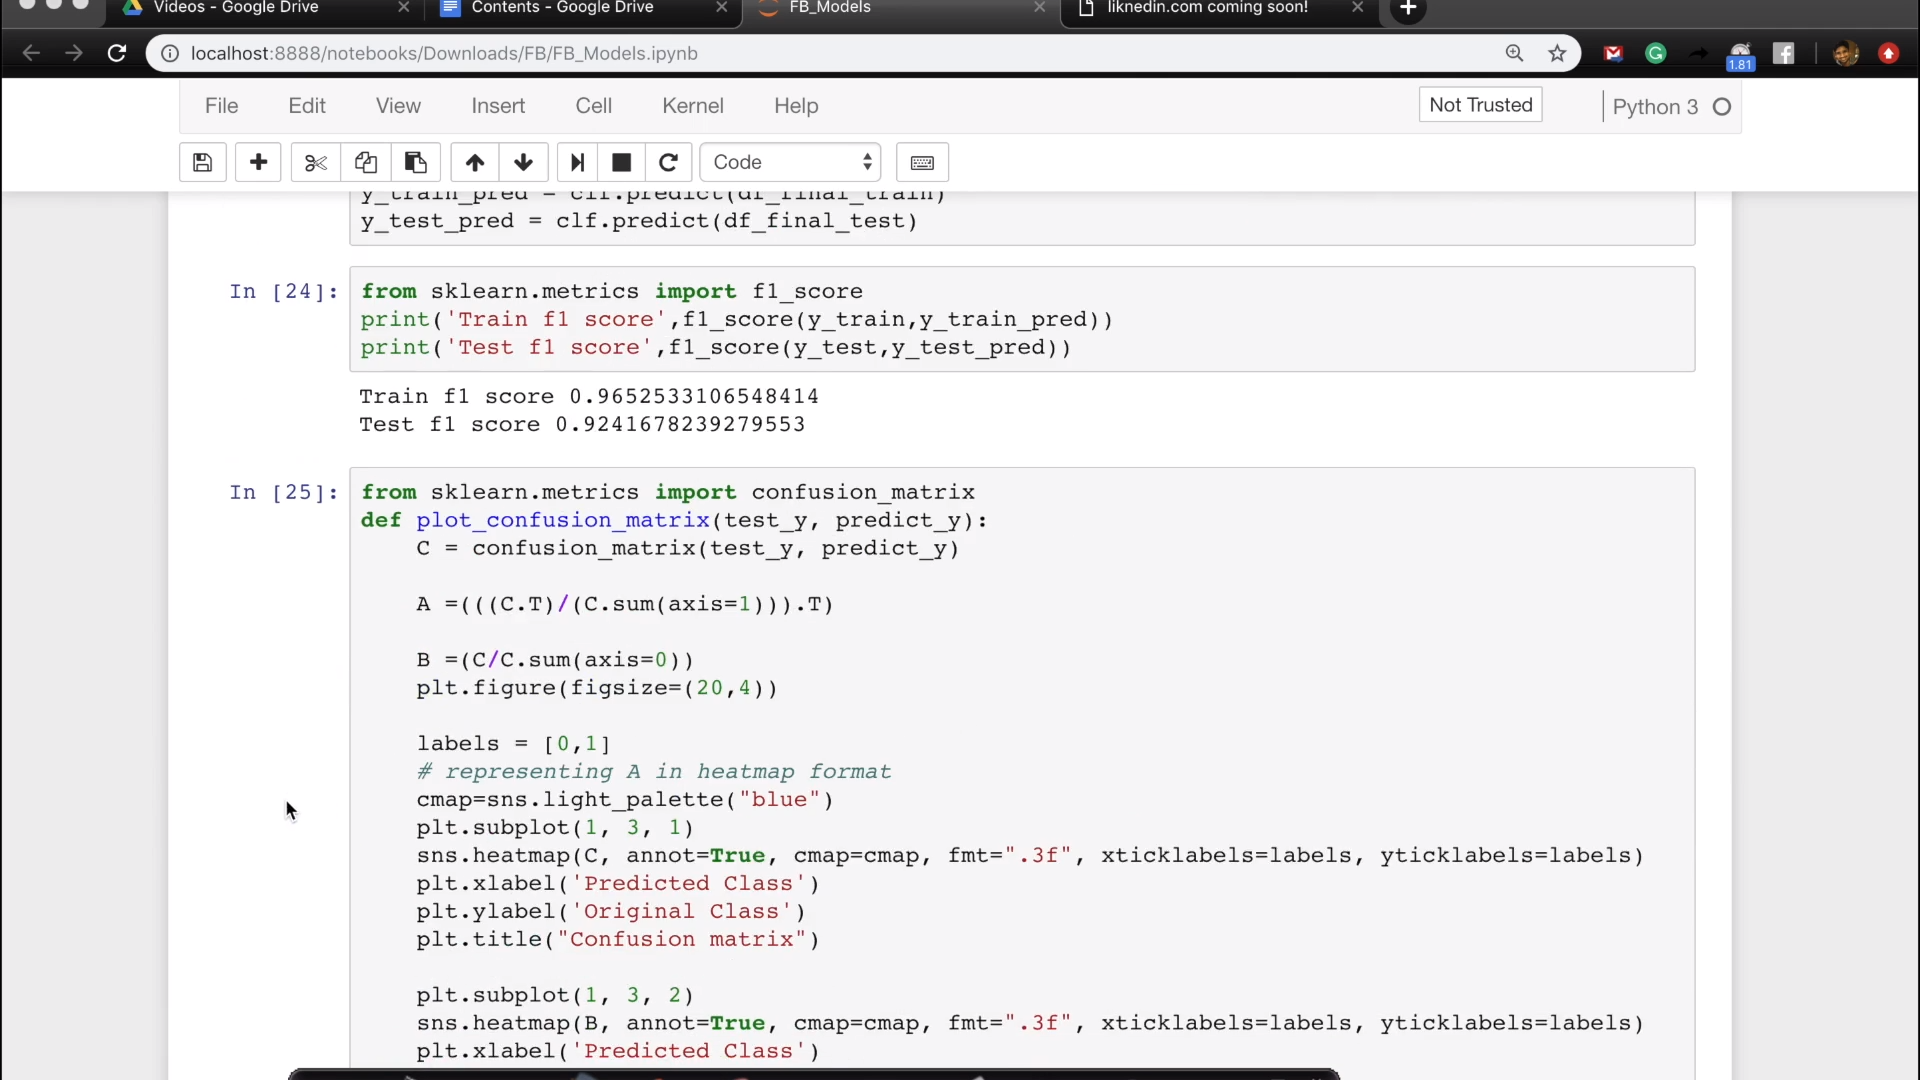 Videos - Google Drive
Contents - Google Drive
FB_Models
liknedin.com coming soon!
localhost:8888/notebooks/Downloads/FB/FB_Models.ipynb
1.81
File Edit View Insert Cell Kernel Help
Not Trusted
Python 3
Code
y_train_pred = clf.predict(df_final_train)
y_test_pred = clf.predict(df_final_test)
In [24]:
from sklearn.metrics import f1_score
print('Train f1 score',f1_score(y_train,y_train_pred))
print('Test f1 score',f1_score(y_test,y_test_pred))
Train f1 score 0.9652533106548414
Test f1 score 0.9241678239279553
In [25]:
from sklearn.metrics import confusion_matrix
def plot_confusion_matrix(test_y, predict_y):
    C = confusion_matrix(test_y, predict_y)
    A =(((C.T)/(C.sum(axis=1))).T)
    B =(C/C.sum(axis=0))
    plt.figure(figsize=(20,4))
    labels = [0,1]
    # representing A in heatmap format
    cmap=sns.light_palette("blue")
    plt.subplot(1, 3, 1)
    sns.heatmap(C, annot=True, cmap=cmap, fmt=".3f", xticklabels=labels, yticklabels=labels)
    plt.xlabel('Predicted Class')
    plt.ylabel('Original Class')
    plt.title("Confusion matrix")
    plt.subplot(1, 3, 2)
    sns.heatmap(B, annot=True, cmap=cmap, fmt=".3f", xticklabels=labels, yticklabels=labels)
    plt.xlabel('Predicted Class')